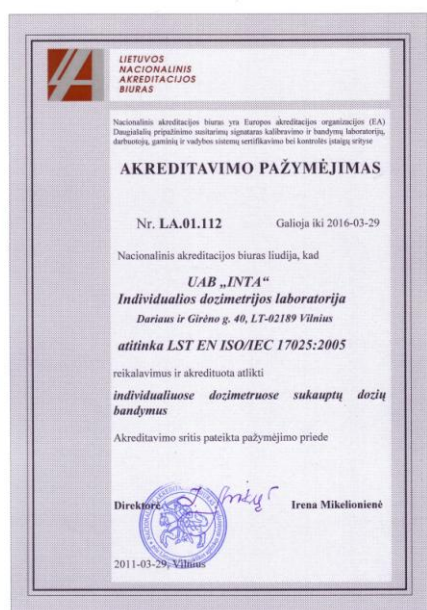 LIETUVOS
NACIONALINIS
AKREDITACIJOS
BIURAS
Nacionalinis akreditacijos biuras yra Europos akreditacijos organizacijos (EA)
Daugiašalių pripažinimo susitarimų signataras kalibravimo ir bandymų laboratorijų,
darbuotojų, gaminių ir vadybos sistemų sertifikavimo bei kontrolės įstaigų srityse
AKREDITAVIMO PAŽYMĖJIMAS
Nr. LA.01.112 Galioja iki 2016-03-29
Nacionalinis akreditacijos biuras liudija, kad
UAB „INTA“
Individualios dozimetrijos laboratorija
Dariaus ir Girėno g. 40, LT-02189 Vilnius
atitinka LST EN ISO/IEC 17025:2005
reikalavimus ir akredituota atlikti
individualiuose dozimetruose sukauptų dozių
bandymus
Akreditavimo sritis pateikta pažymėjimo priede
Direktorė Irena Mikelionienė
2011-03-29, Vilnius